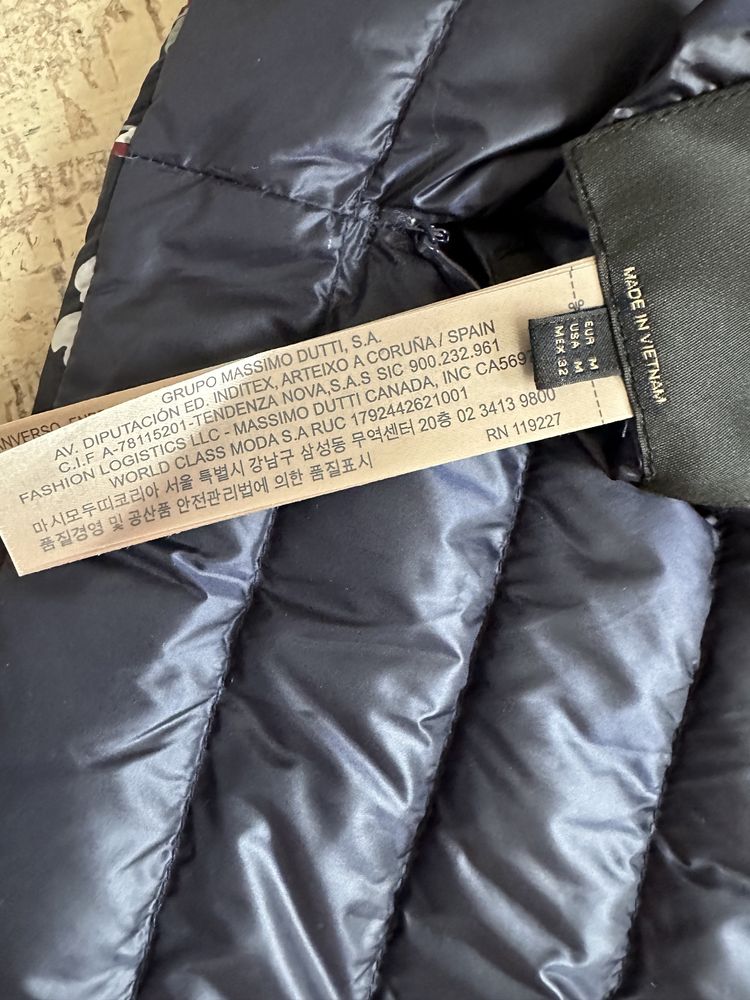 GRUPO MASSIMO DUTTI, S.A.
AV. DIPUTACIÓN ED. INDITEX, ARTEIXO A CORUÑA / SPAIN
C.I.F A-78115201-TENDENZA NOVA,S.A.S SIC 900.232.961
FASHION LOGISTICS LLC - MASSIMO DUTTI CANADA, INC CA5697
WORLD CLASS MODA S.A RUC 1792442621001
마시모두띠코리아 서울 특별시 강남구 삼성동 무역센터 20층 02 3413 9800
품질경영 및 공산품 안전관리법에 의한 품질표시
RN 119227
EUR M
USA M
MEX 32
MADE IN VIETNAM